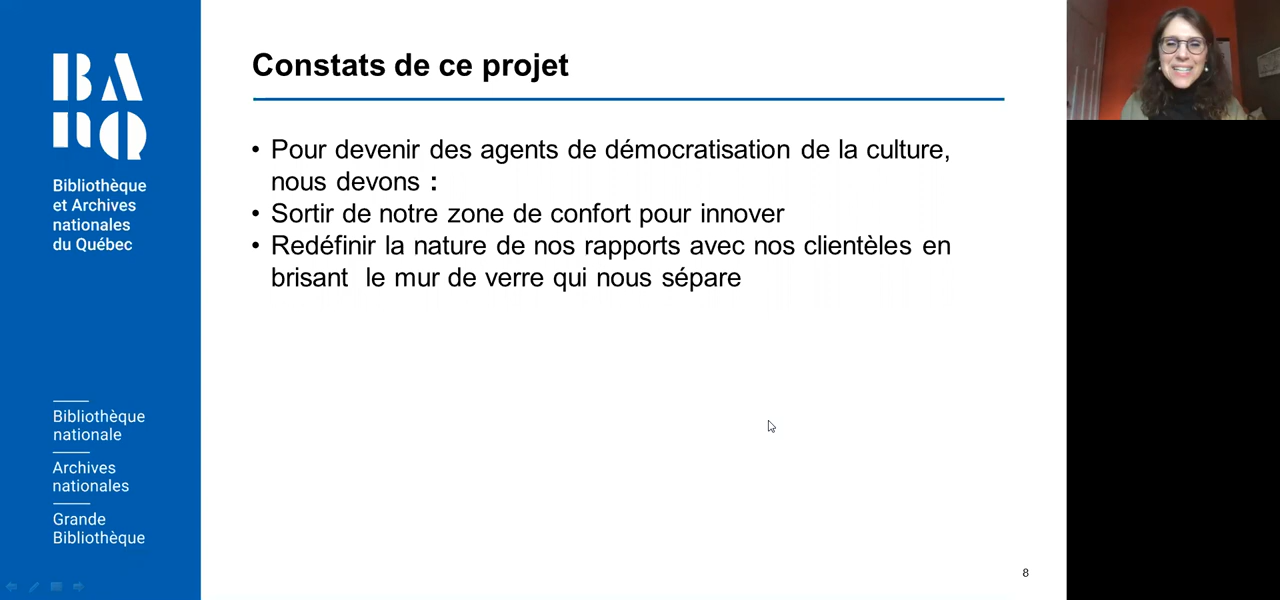 BAnQ
Bibliothèque
et Archives
nationales
du Québec
Bibliothèque
nationale
Archives
nationales
Grande
Bibliothèque
Constats de ce projet
• Pour devenir des agents de démocratisation de la culture,
nous devons :
• Sortir de notre zone de confort pour innover
• Redéfinir la nature de nos rapports avec nos clientèles en
brisant  le mur de verre qui nous sépare
8